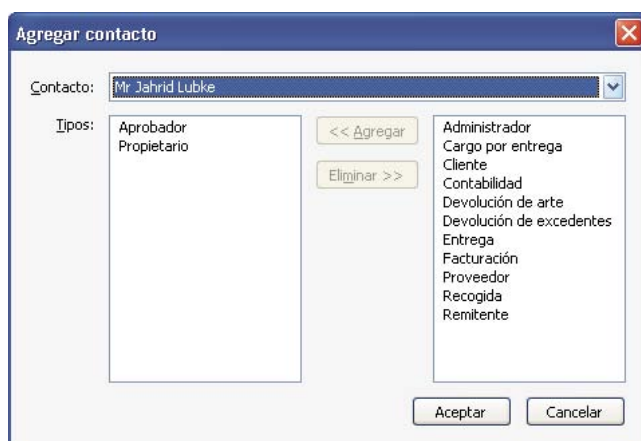 Agregar contacto
Contacto: Mr Jahrid Lubke
Tipos:
Aprobador
Propietario
<< Agregar
Eliminar >>
Administrador
Cargo por entrega
Cliente
Contabilidad
Devolución de arte
Devolución de excedentes
Entrega
Facturación
Proveedor
Recogida
Remitente
Aceptar
Cancelar